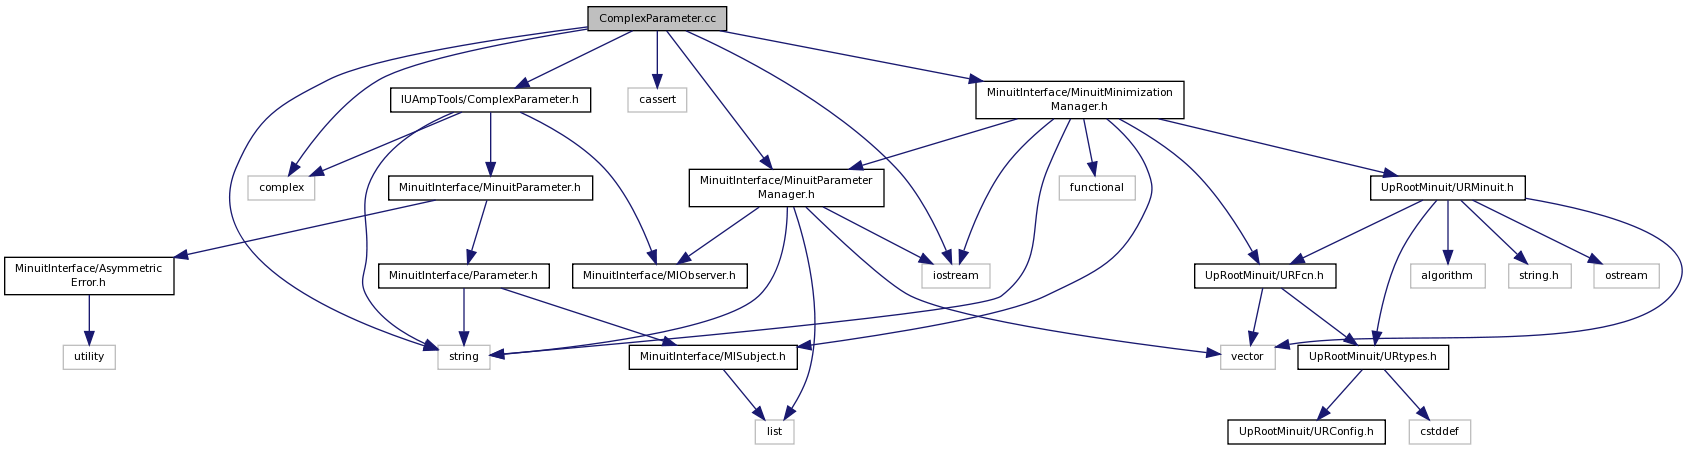 ComplexParameter.cc
IUAmpTools/ComplexParameter.h
cassert
MinuitInterface/MinuitMinimization
Manager.h
complex
MinuitInterface/MinuitParameter.h
MinuitInterface/MinuitParameter
Manager.h
functional
UpRootMinuit/URMinuit.h
MinuitInterface/Asymmetric
Error.h
MinuitInterface/Parameter.h
MinuitInterface/MIObserver.h
iostream
UpRootMinuit/URFcn.h
algorithm
string.h
ostream
utility
string
MinuitInterface/MISubject.h
vector
UpRootMinuit/URtypes.h
list
UpRootMinuit/URConfig.h
cstddef